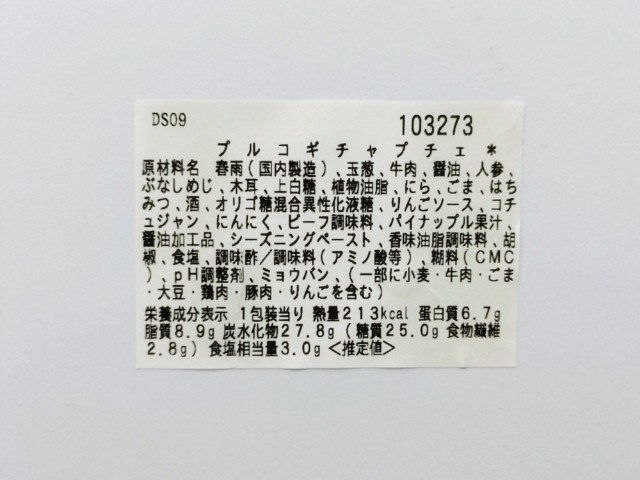 DS09 103273
プルコギチャプチェ*
原材料名 春雨(国内製造)、玉葱、牛肉、醤油、人参、
ぶなしめじ、木耳、上白糖、植物油脂、にら、ごま、はち
みつ、酒、オリゴ糖混合異性化液糖、りんごソース、コチ
ュジャン、にんにく、ビーフ調味料、パイナップル果汁、
醤油加工品、シーズニングペースト、香味油脂調味料、胡
椒、食塩、調味酢/調味料(アミノ酸等)、糊料(CMC
)、pH調整剤、ミョウバン、(一部に小麦・牛肉・ごま
・大豆・鶏肉・豚肉・りんごを含む)
栄養成分表示 1包装当り 熱量213kcal 蛋白質6.7g
脂質8.9g 炭水化物27.8g(糖質25.0g 食物繊維
2.8g) 食塩相当量3.0g <推定値>